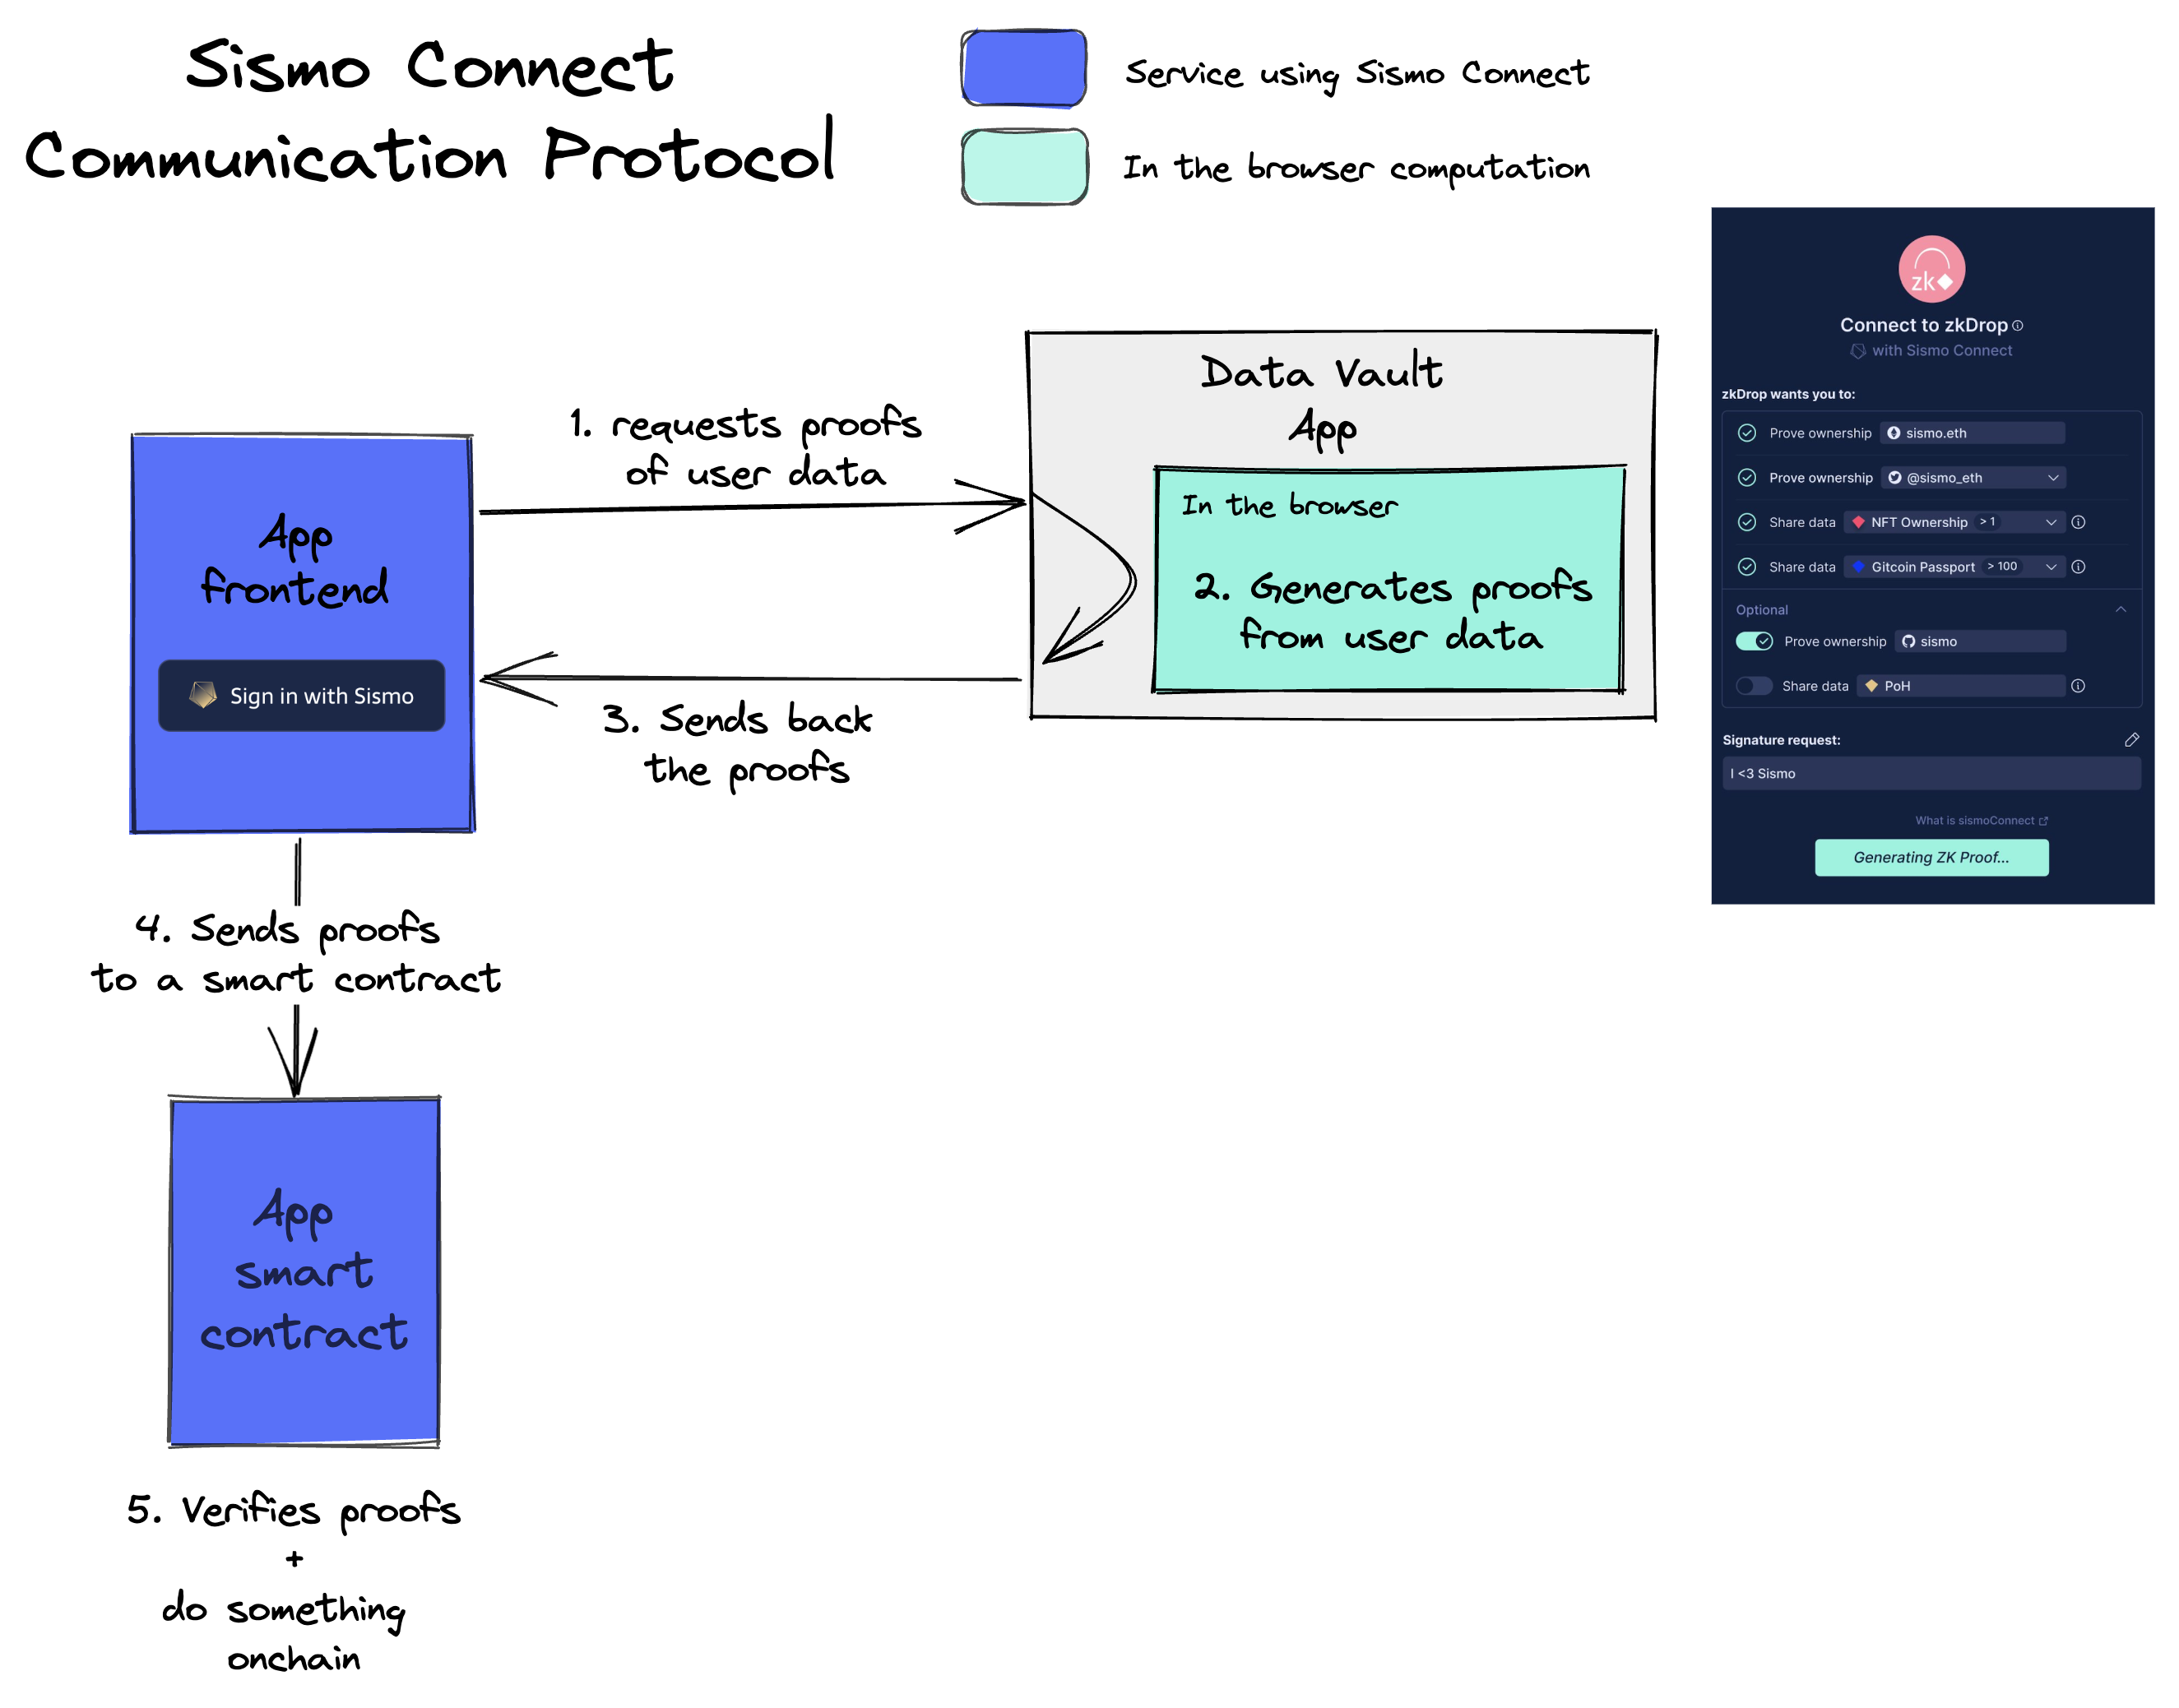 Sismo Connect
Communication Protocol
Service using Sismo Connect
In the browser computation
App
frontend
Sign in with Sismo
1. requests proofs
of user data
Data Vault
App
In the browser
2. Generates proofs
from user data
3. Sends back
the proofs
4. Sends proofs
to a smart contract
App
smart
contract
5. Verifies proofs
+
do something
onchain
zk
Connect to zkDrop
with Sismo Connect
zkDrop wants you to:
Prove ownership sismo.eth
Prove ownership @sismo_eth
Share data NFT Ownership > 1
Share data Gitcoin Passport > 100
Optional
Prove ownership sismo
Share data PoH
Signature request:
I <3 Sismo
What is sismoConnect
Generating ZK Proof...